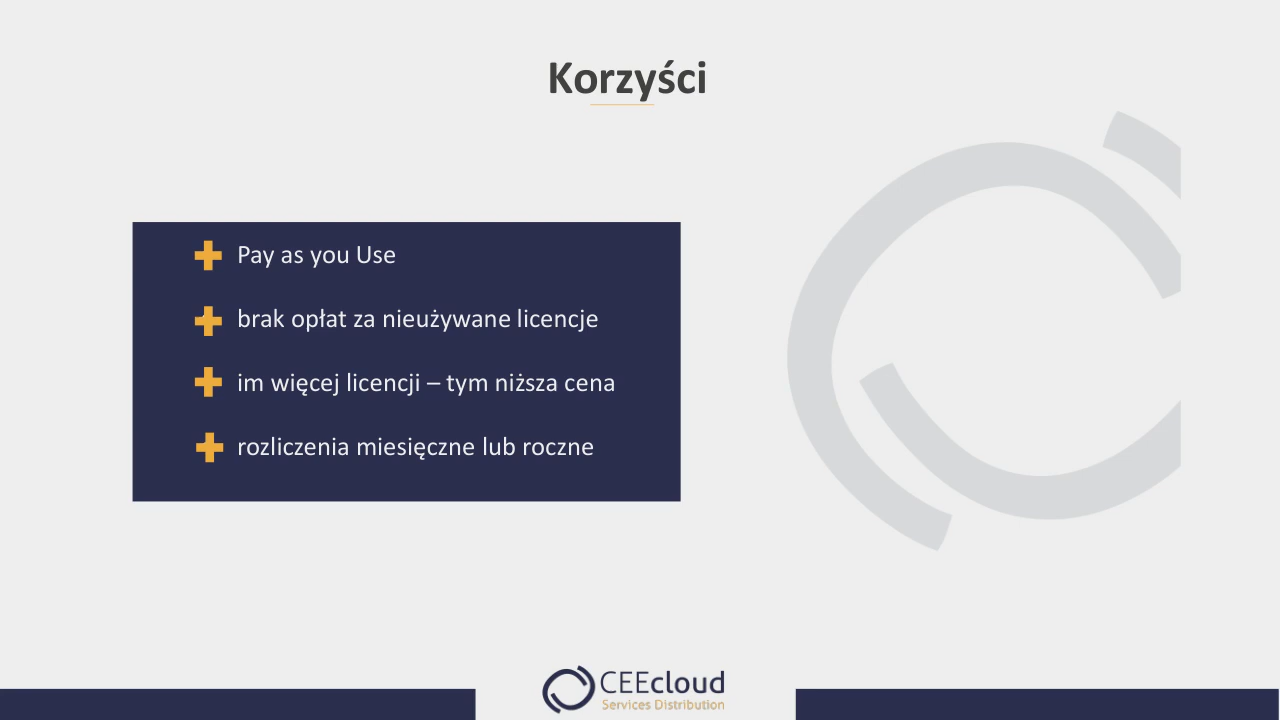 Korzyści
Pay as you Use
brak opłat za nieużywane licencje
im więcej licencji – tym niższa cena
rozliczenia miesięczne lub roczne
CEEcloud
Services Distribution